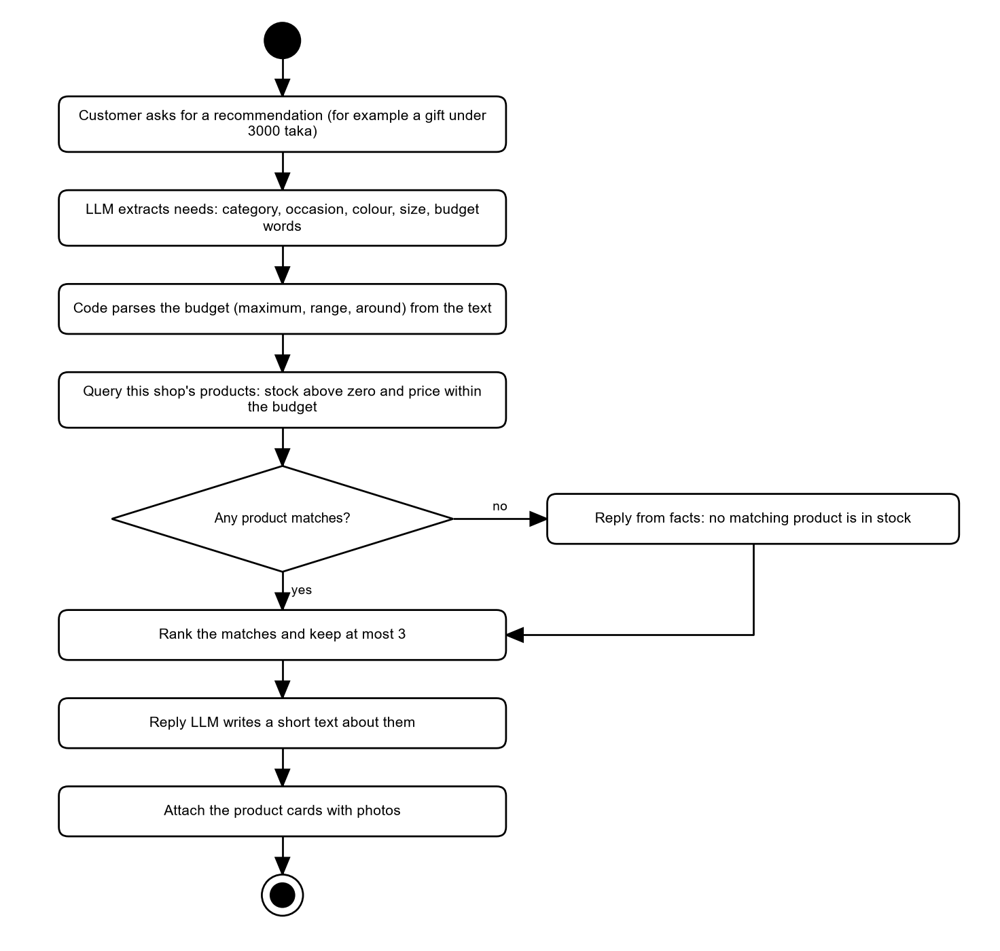 Customer asks for a recommendation (for example a gift under
3000 taka)
LLM extracts needs: category, occasion, colour, size, budget
words
Code parses the budget (maximum, range, around) from the text
Query this shop's products: stock above zero and price within
the budget
Any product matches?
no
Reply from facts: no matching product is in stock
yes
Rank the matches and keep at most 3
Reply LLM writes a short text about them
Attach the product cards with photos